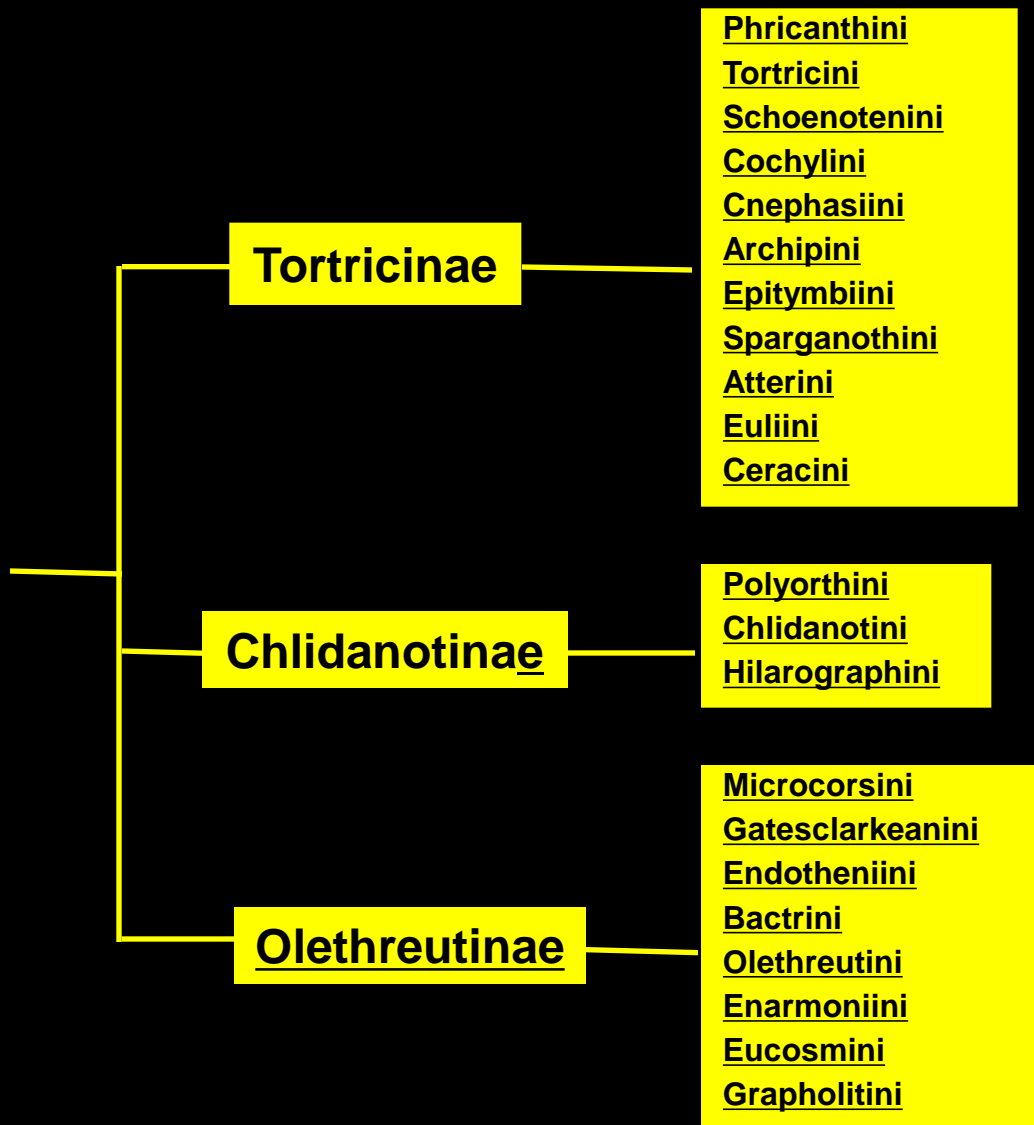 Tortricinae
Phricanthini
Tortricini
Schoenotenini
Cochylini
Cnephasiini
Archipini
Epitymbiini
Sparganothini
Atterini
Euliini
Ceracini
Chlidanotinae
Polyorthini
Chlidanotini
Hilarographini
Olethreutinae
Microcorsini
Gatesclarkeanini
Endotheniini
Bactrini
Olethreutini
Enarmoniini
Eucosmini
Grapholitini